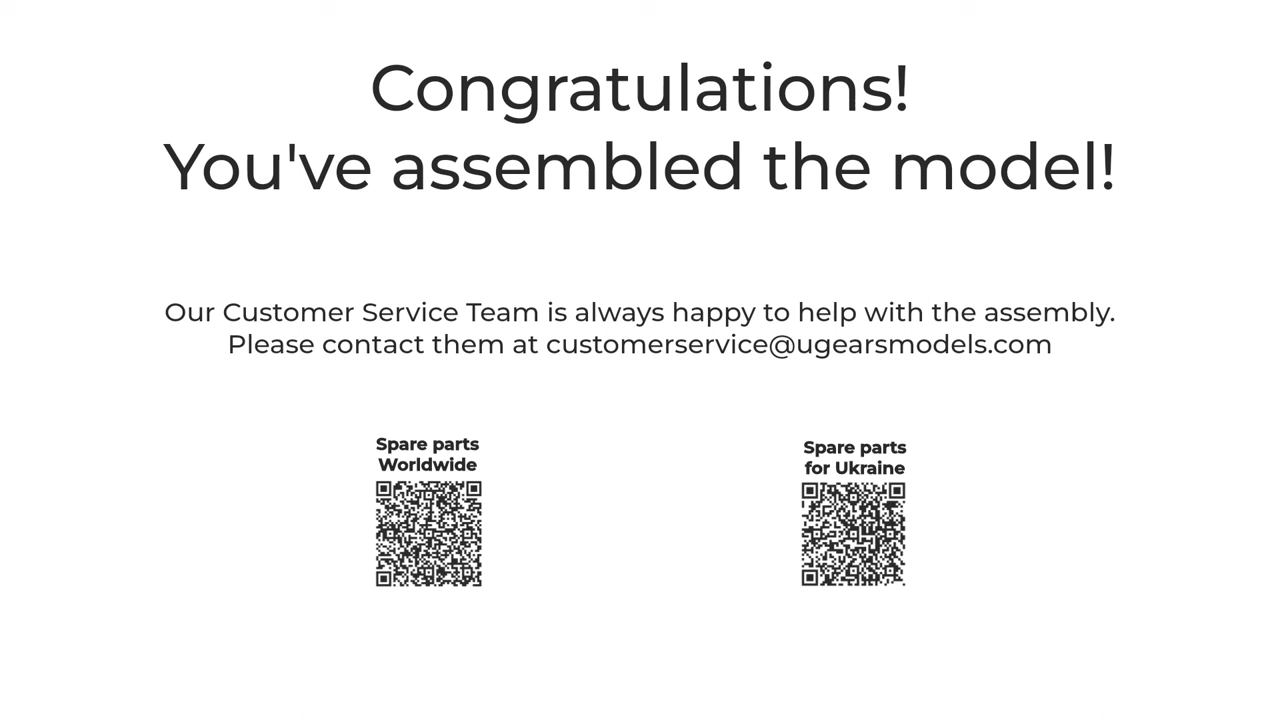 Congratulations!
You've assembled the model!
Our Customer Service Team is always happy to help with the assembly.
Please contact them at customerservice@ugearsmodels.com
Spare parts
Worldwide
Spare parts
for Ukraine